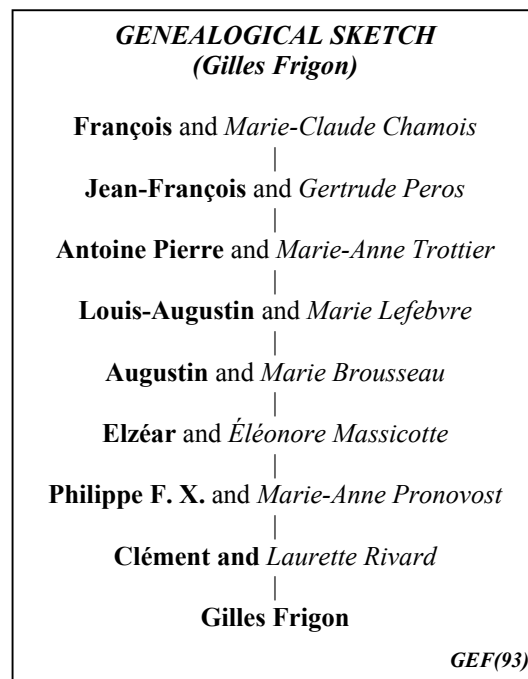 GENEALOGICAL SKETCH
(Gilles Frigon)
François and Marie-Claude Chamois
Jean-François and Gertrude Peros
Antoine Pierre and Marie-Anne Trottier
Louis-Augustin and Marie Lefebvre
Augustin and Marie Brousseau
Elzéar and Éléonore Massicotte
Philippe F. X. and Marie-Anne Pronovost
Clément and Laurette Rivard
Gilles Frigon
GEF(93)